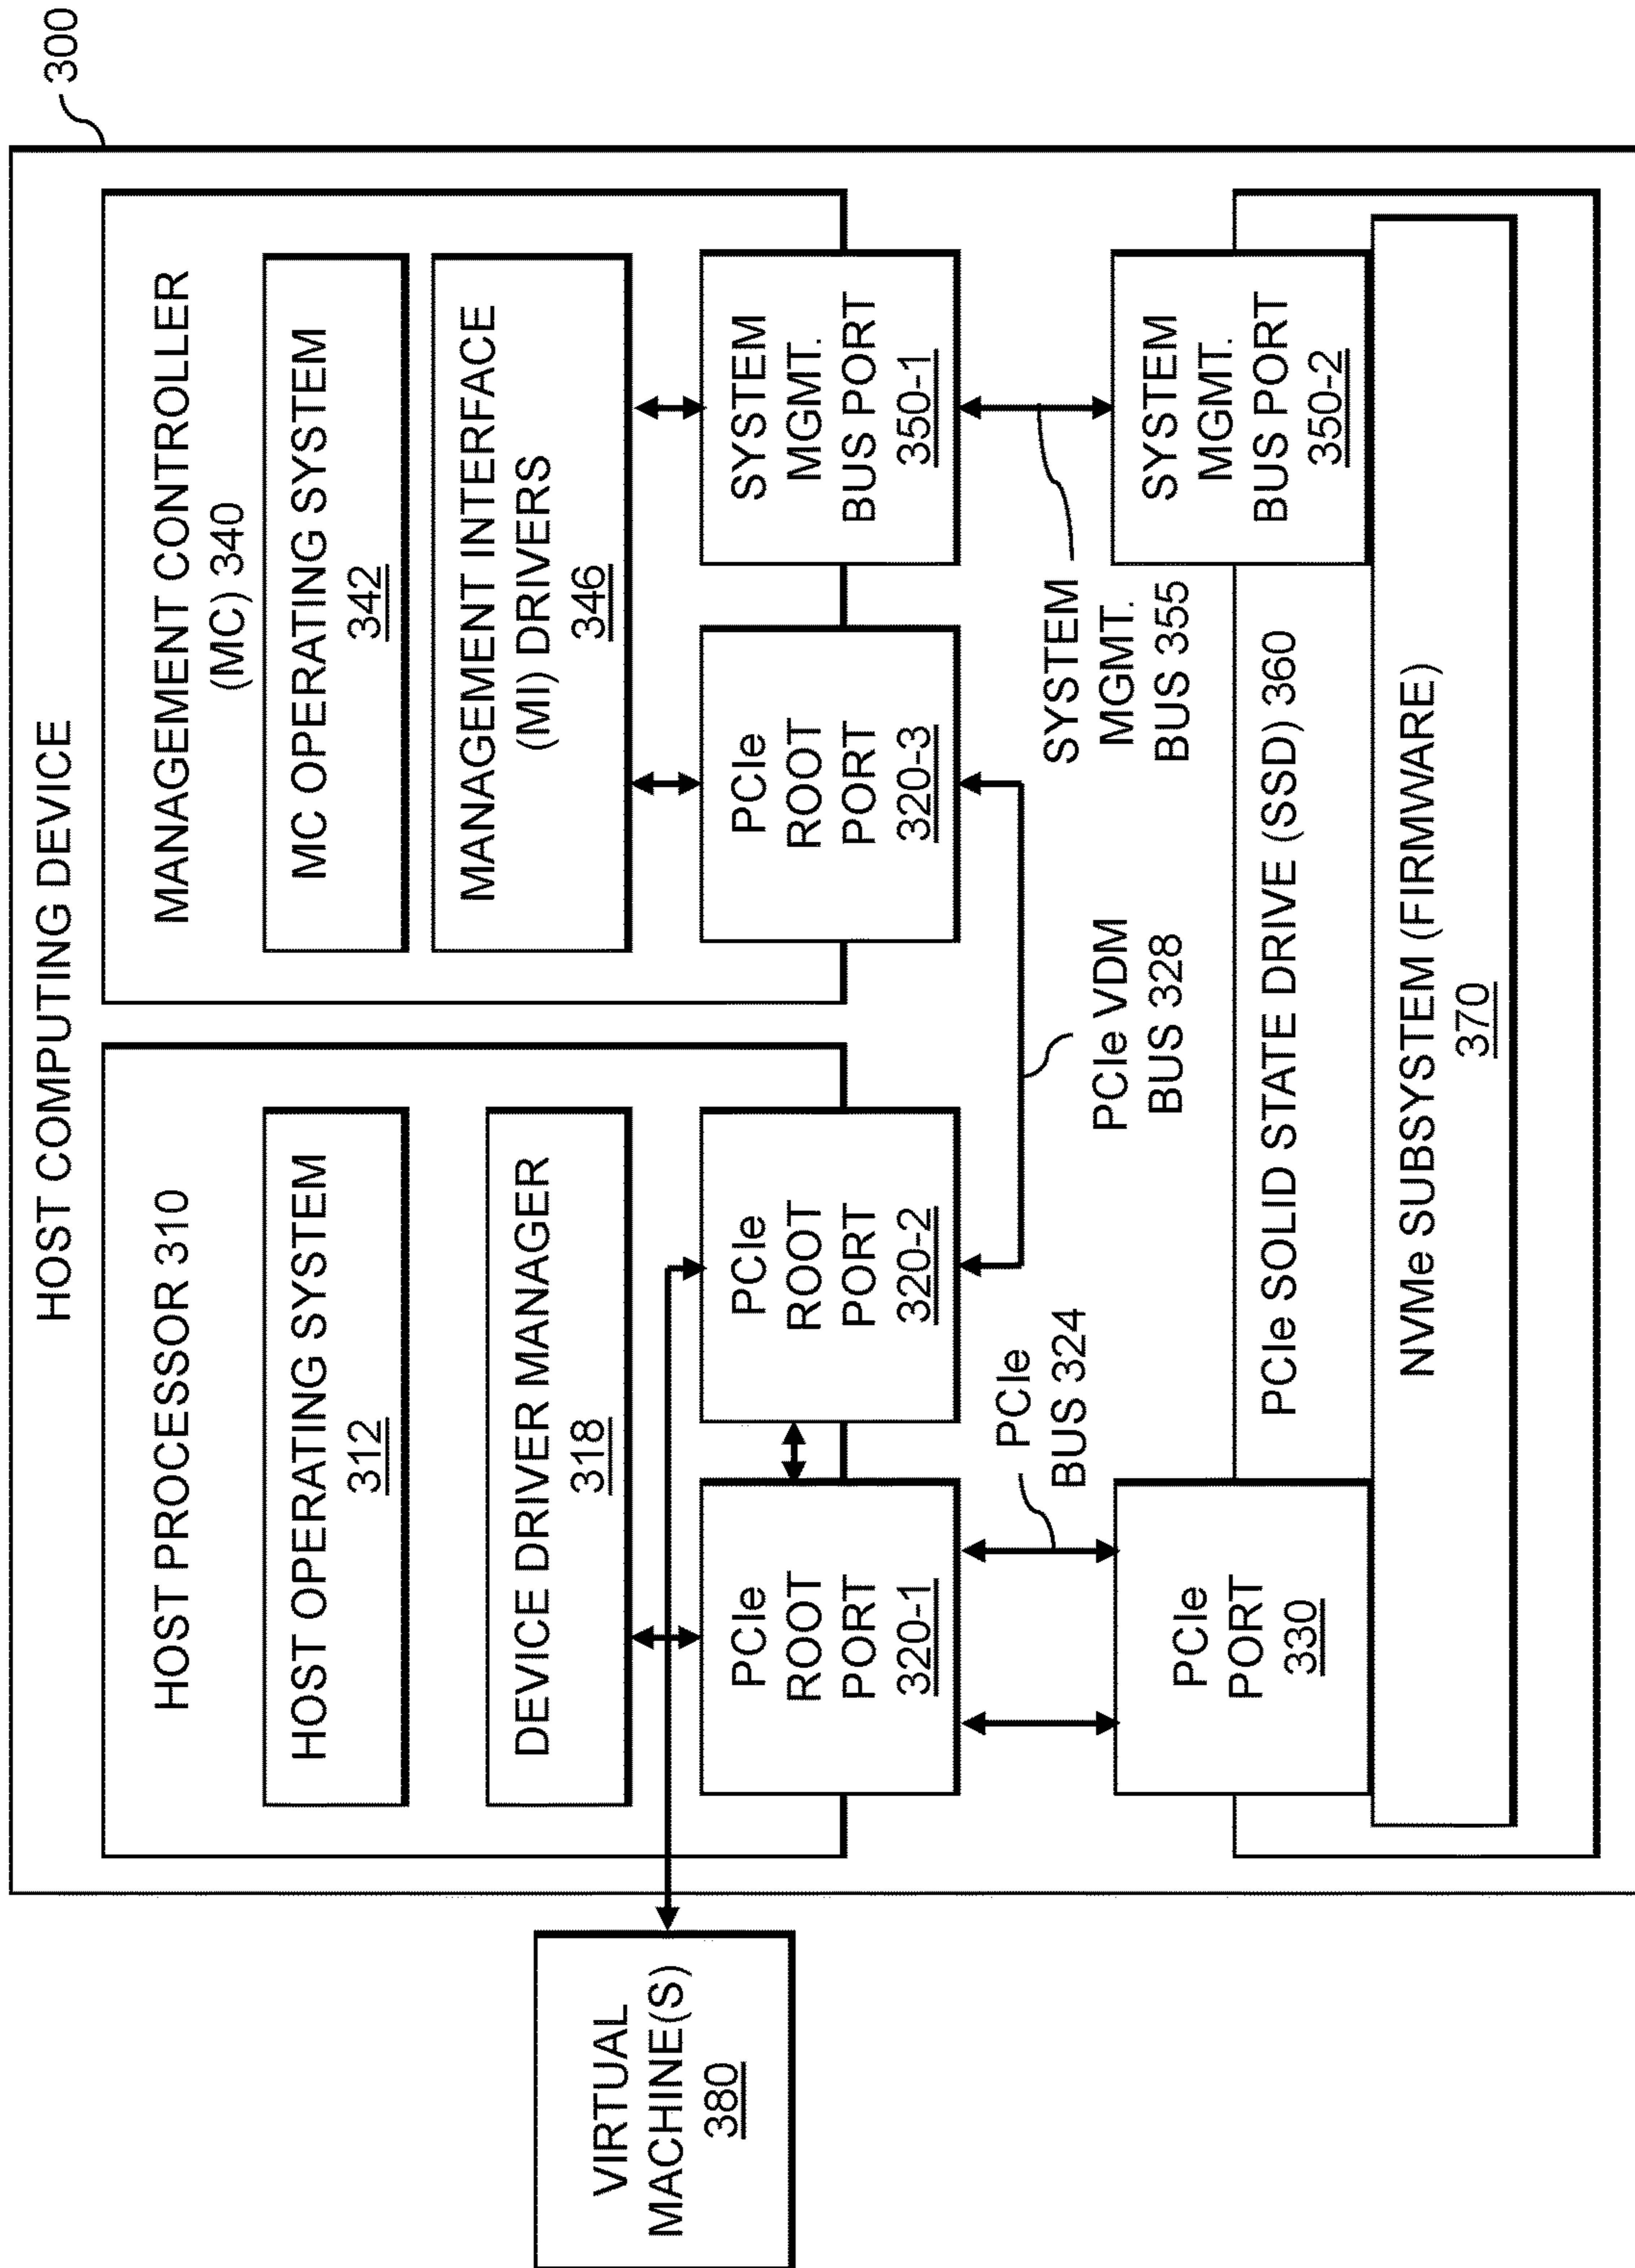 300
HOST COMPUTING DEVICE
HOST PROCESSOR 310
HOST OPERATING SYSTEM
312
DEVICE DRIVER MANAGER
318
PCIe
ROOT
PORT
320-1
PCIe
ROOT
PORT
320-2
MANAGEMENT CONTROLLER
(MC) 340
MC OPERATING SYSTEM
342
MANAGEMENT INTERFACE
(MI) DRIVERS
346
PCIe
ROOT
PORT
320-3
SYSTEM
MGMT.
BUS PORT
350-1
VIRTUAL
MACHINE(S)
380
PCIe
BUS 324
PCIe VDM
BUS 328
SYSTEM
MGMT.
BUS 355
PCIe
PORT
330
PCIe SOLID STATE DRIVE (SSD) 360
SYSTEM
MGMT.
BUS PORT
350-2
NVMe SUBSYSTEM (FIRMWARE)
370